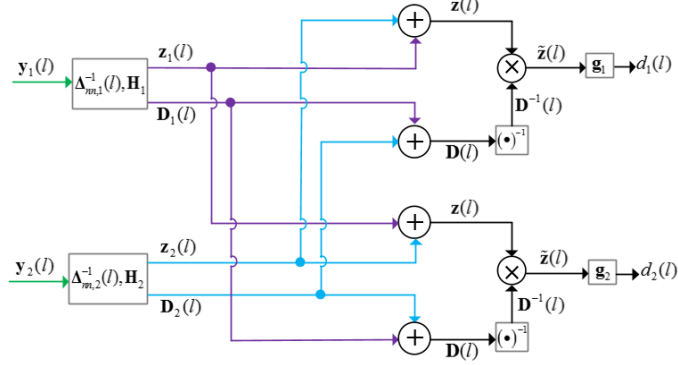 z(l)
y₁(l)
z₁(l)
Δ⁻¹ₙₙ,₁(l), H₁
+
×
z̃(l)
g₁
d₁(l)
D₁(l)
D⁻¹(l)
+
D(l)
(•)⁻¹
z(l)
y₂(l)
z₂(l)
Δ⁻¹ₙₙ,₂(l), H₂
+
×
z̃(l)
g₂
d₂(l)
D₂(l)
D⁻¹(l)
+
D(l)
(•)⁻¹